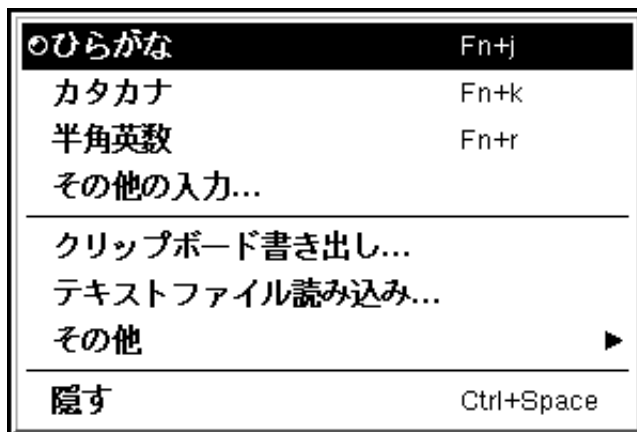 ひらがな Fn+j
カタカナ Fn+k
半角英数 Fn+r
その他の入力...
クリップボード書き出し...
テキストファイル読み込み...
その他
隠す Ctrl+Space